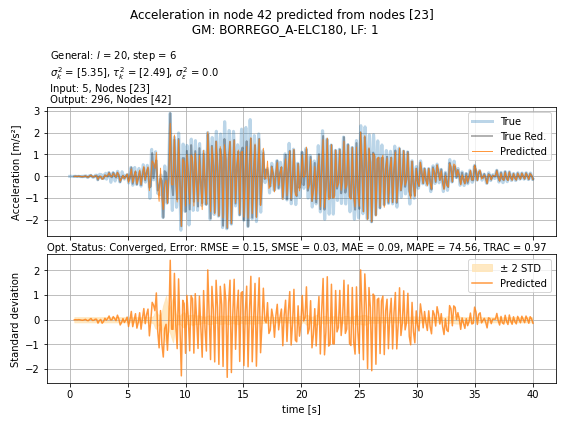 Acceleration in node 42 predicted from nodes [23]
GM: BORREGO_A-ELC180, LF: 1
General: l = 20, step = 6
σ²ₖ = [5.35], τ²ₖ = [2.49], σ²ε = 0.0
Input: 5, Nodes [23]
Output: 296, Nodes [42]
Acceleration [m/s²]
3
2
1
0
−1
−2
True
True Red.
Predicted
Opt. Status: Converged, Error: RMSE = 0.15, SMSE = 0.03, MAE = 0.09, MAPE = 74.56, TRAC = 0.97
Standard deviation
2
1
0
−1
−2
± 2 STD
Predicted
0 5 10 15 20 25 30 35 40
time [s]